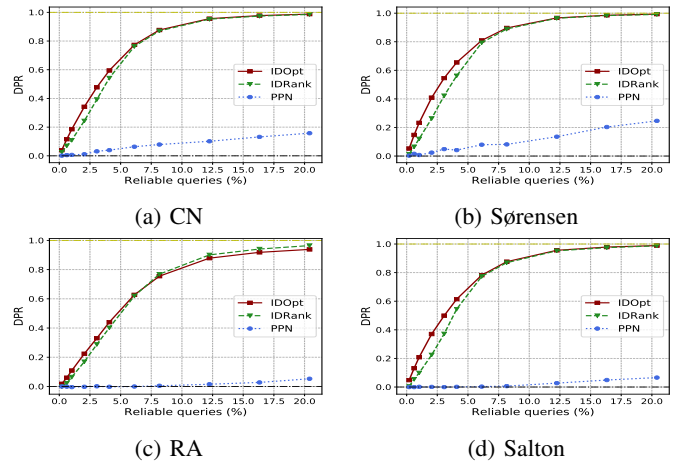 1.0
0.8
0.6
0.4
0.2
0.0
DPR
IDOpt
IDRank
PPN
0.0 2.5 5.0 7.5 10.0 12.5 15.0 17.5 20.0
Reliable queries (%)
(a) CN
1.0
0.8
0.6
0.4
0.2
0.0
DPR
IDOpt
IDRank
PPN
0.0 2.5 5.0 7.5 10.0 12.5 15.0 17.5 20.0
Reliable queries (%)
(b) Sørensen
1.0
0.8
0.6
0.4
0.2
0.0
DPR
IDOpt
IDRank
PPN
0.0 2.5 5.0 7.5 10.0 12.5 15.0 17.5 20.0
Reliable queries (%)
(c) RA
1.0
0.8
0.6
0.4
0.2
0.0
DPR
IDOpt
IDRank
PPN
0.0 2.5 5.0 7.5 10.0 12.5 15.0 17.5 20.0
Reliable queries (%)
(d) Salton